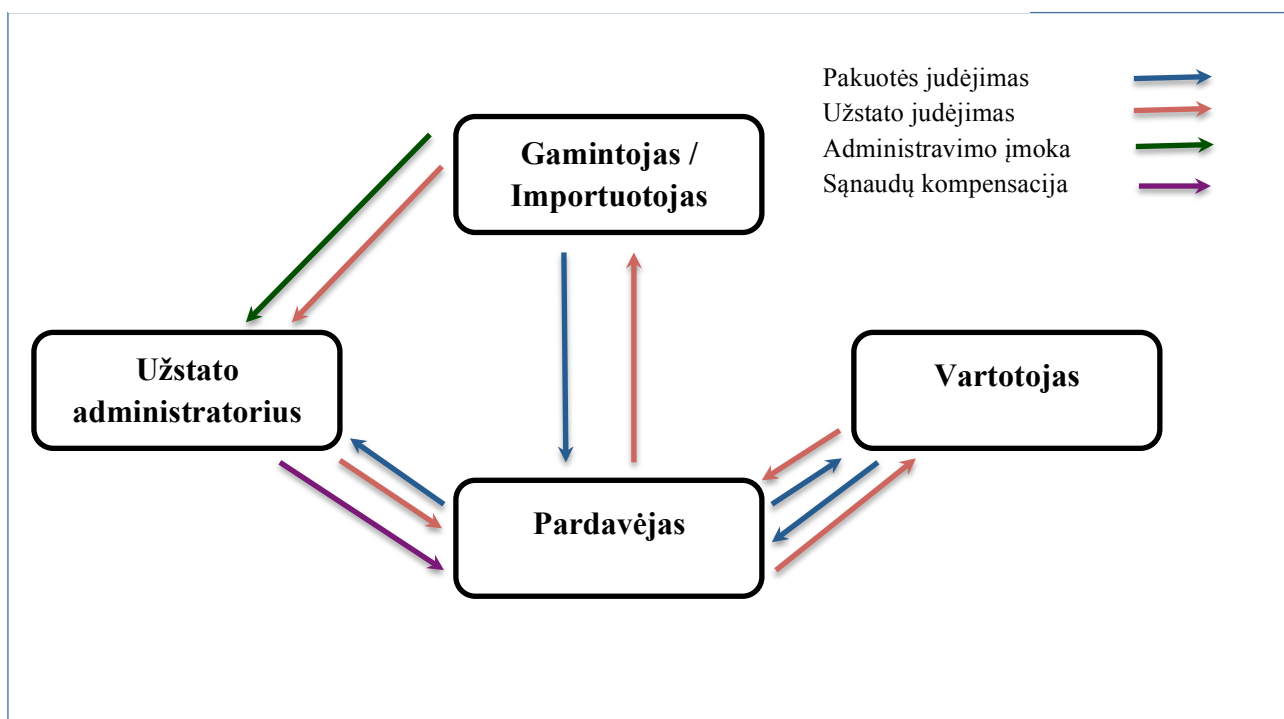 Pakuotės judėjimas
Užstato judėjimas
Administravimo įmoka
Sąnaudų kompensacija
Gamintojas /
Importuotojas
Užstato
administratorius
Vartotojas
Pardavėjas